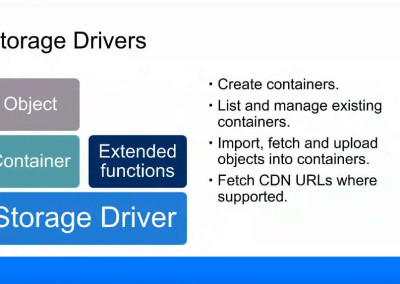 torage Drivers
Object
Container
Extended
functions
Storage Driver
• Create containers.
• List and manage existing
containers.
• Import, fetch and upload
objects into containers.
• Fetch CDN URLs where
supported.